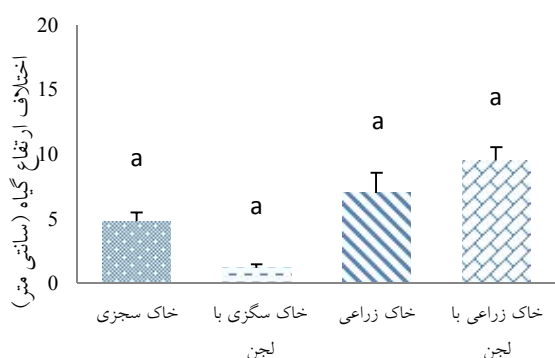 اختلاف ارتفاع گیاه (سانتی متر)
20
15
10
5
0
a
a
a
a
خاک سجزی
خاک سگزی با
لجن
خاک زراعی
خاک زراعی با
لجن